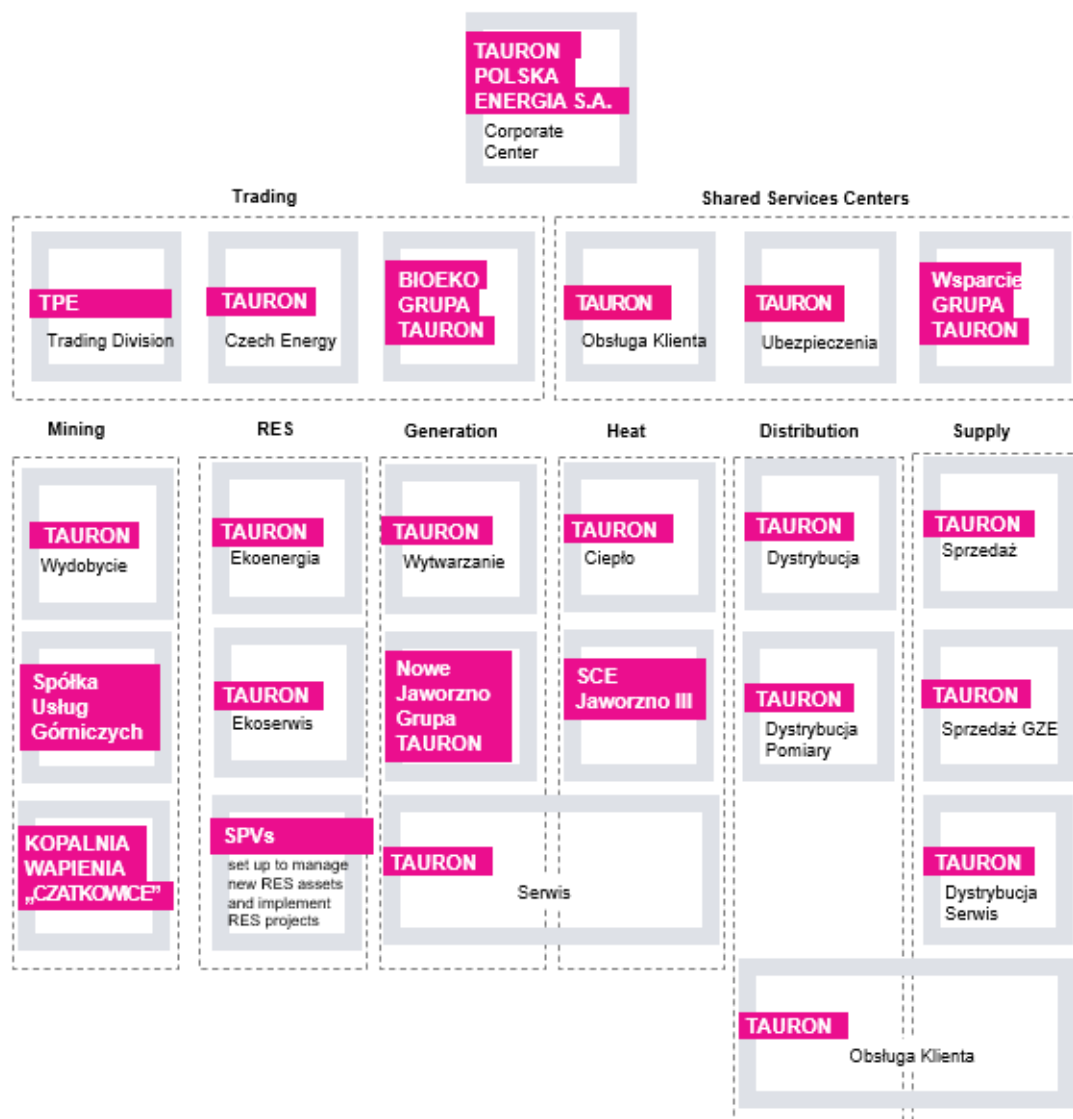 TAURON
POLSKA
ENERGIA S.A.
Corporate
Center
Trading
Shared Services Centers
TPE
Trading Division
TAURON
Czech Energy
BIOEKO
GRUPA
TAURON
TAURON
Obsługa Klienta
TAURON
Ubezpieczenia
Wsparcie
GRUPA
TAURON
Mining
RES
Generation
Heat
Distribution
Supply
TAURON
Wydobycie
TAURON
Ekoenergia
TAURON
Wytwarzanie
TAURON
Ciepło
TAURON
Dystrybucja
TAURON
Sprzedaż
Spółka
Usług
Górniczych
TAURON
Ekoserwis
Nowe
Jaworzno
Grupa
TAURON
SCE
Jaworzno III
TAURON
Dystrybucja
Pomiary
TAURON
Sprzedaż GZE
KOPALNIA
WAPIENIA
„CZATKOWICE”
SPVs
set up to manage
new RES assets
and implement
RES projects
TAURON
Serwis
TAURON
Dystrybucja
Serwis
TAURON
Obsługa Klienta